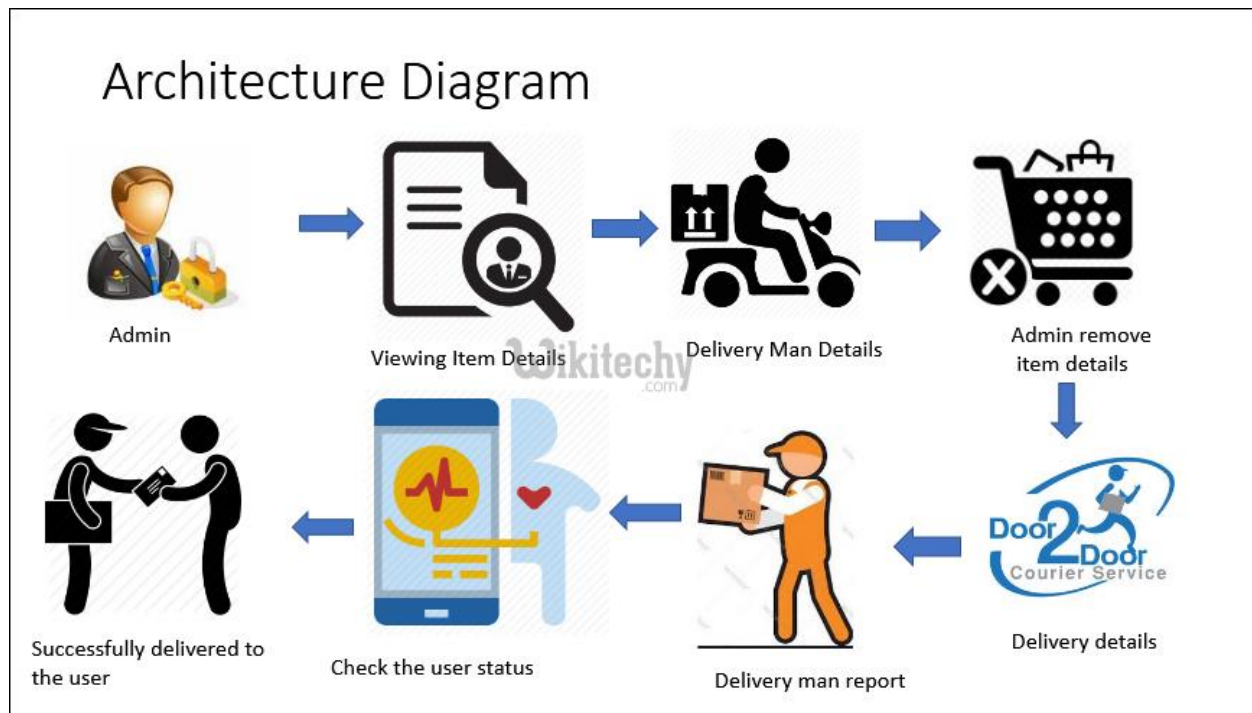 Architecture Diagram
Admin
Viewing Item Details
Delivery Man Details
Admin remove
item details
Wikitechy
.com
Door 2 Door
Courier Service
Delivery details
Delivery man report
Check the user status
Successfully delivered to
the user